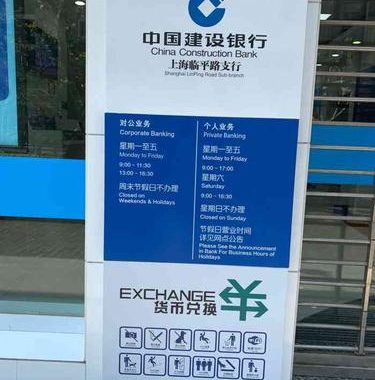 中国建设银行
China Construction Bank
上海临平路支行
Shanghai LinPing Road Sub-branch
对公业务
Corporate Banking
星期一至五
Monday to Friday
9:00 - 11:30
13:00 - 16:30
周末节假日不办理
Closed on
Weekends & Holidays
个人业务
Private Banking
星期一至五
Monday to Friday
9:00 - 17:00
星期六
Saturday
9:00 - 16:30
星期日不办理
Closed on Sunday
节假日营业时间
详见网点公告
Please See the Announcement
in Bank For Business Hours of
Holidays
EXCHANGE
货币兑换